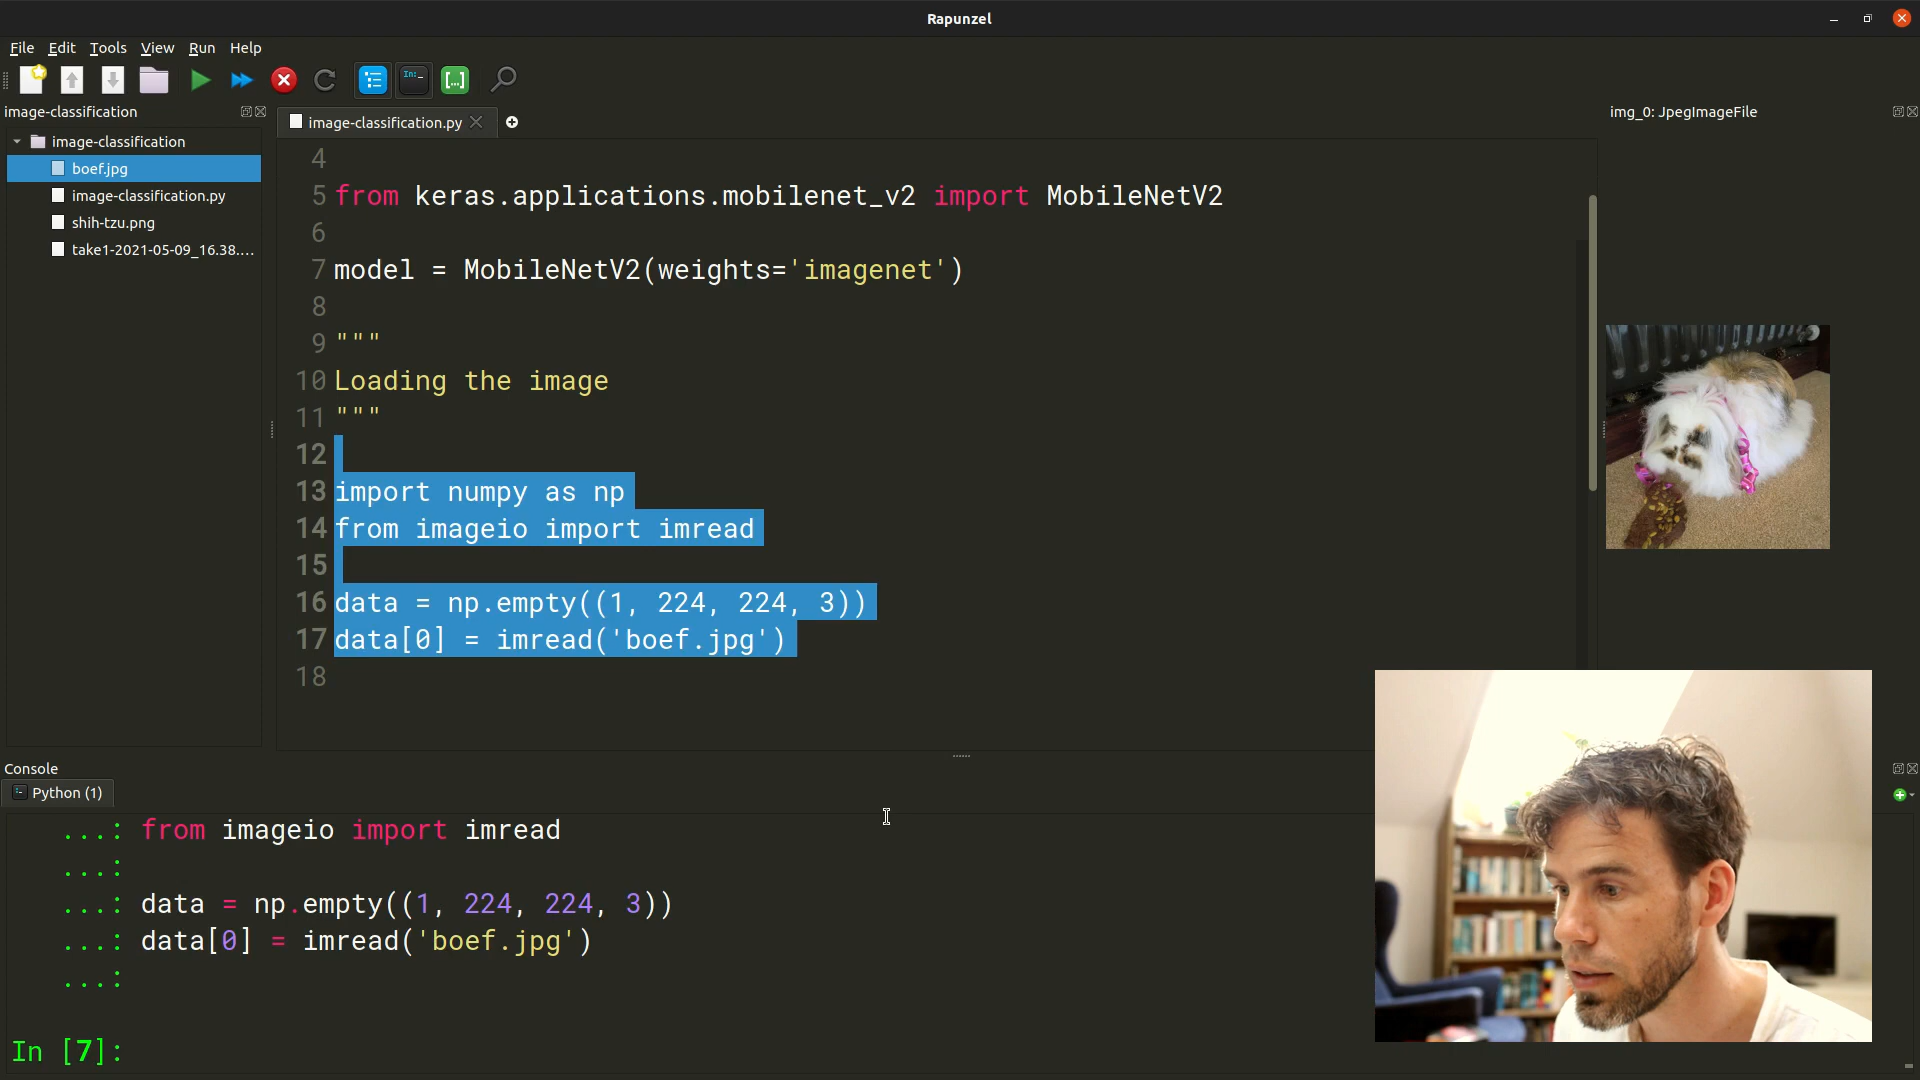 Rapunzel
File Edit Tools View Run Help
In:
[...]
image-classification
image-classification
boef.jpg
image-classification.py
shih-tzu.png
take1-2021-05-09_16.38....
image-classification.py
4
5 from keras.applications.mobilenet_v2 import MobileNetV2
6
7 model = MobileNetV2(weights='imagenet')
8
9 """
10 Loading the image
11 """
12
13 import numpy as np
14 from imageio import imread
15
16 data = np.empty((1, 224, 224, 3))
17 data[0] = imread('boef.jpg')
18
img_0: JpegImageFile
Console
Python (1)
...: from imageio import imread
...:
...: data = np.empty((1, 224, 224, 3))
...: data[0] = imread('boef.jpg')
...:
In [7]: